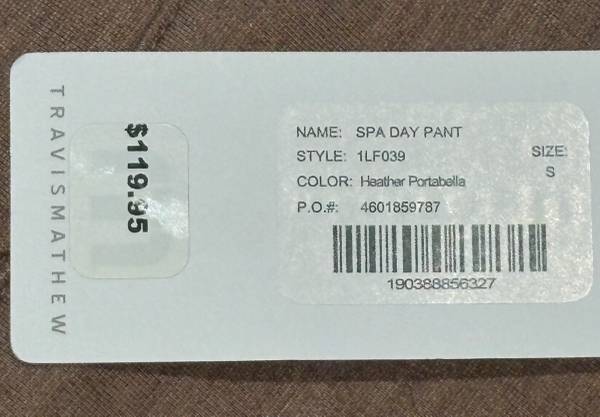 TRAVISMATHEW
$119.95
NAME: SPA DAY PANT
STYLE: 1LF039
COLOR: Heather Portabella
P.O.#: 4601859787
SIZE:
S
190388856327